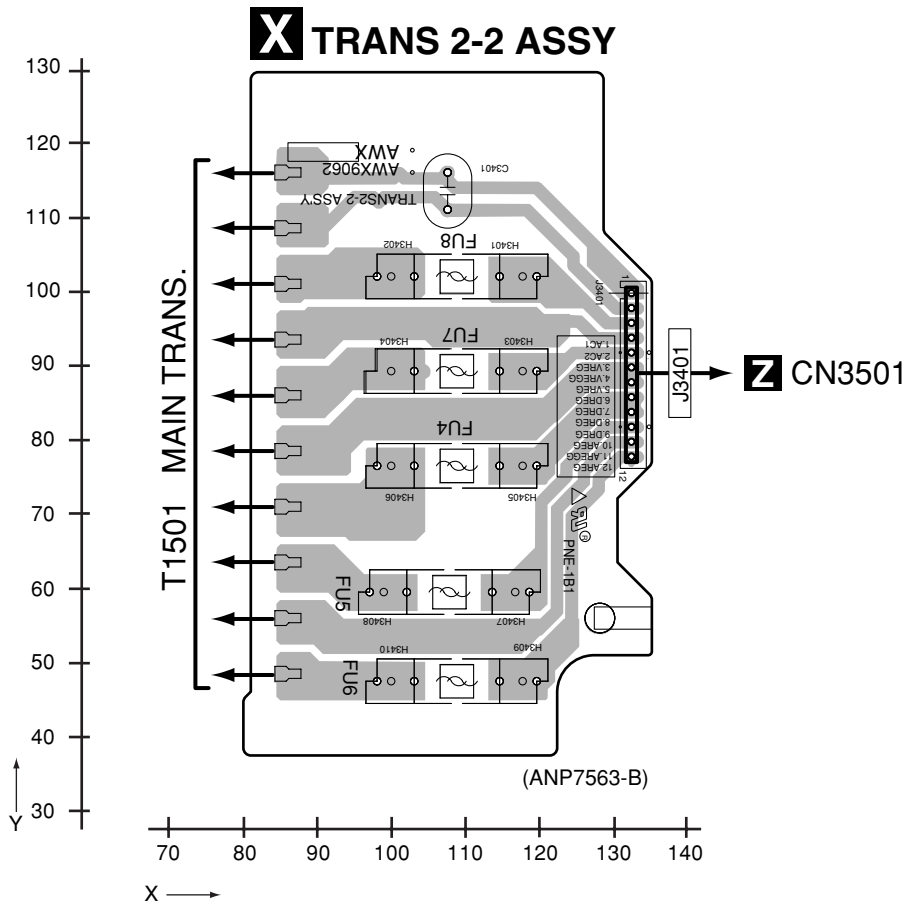 X TRANS 2-2 ASSY
130
120
110
100
90
80
70
60
50
40
30
Y
70
80
90
100
110
120
130
140
X
T1501 MAIN TRANS.
AWX
AWX9062
TRANS2-2 ASS'Y
C3401
H3402
FU8
H3401
H3404
FU7
H3403
FU4
H3406
H3405
FU5
H3408
H3407
H3410
H3409
FU6
1
J3401
1.AC1
2.AC2
3.VREG
4.VREGG
5.VREG
6.DREG
7.DREG
8.DREG
9.DREG
10.AREG
11.AREGG
12.AREG
12
PNE-1B1
J3401
Z CN3501
(ANP7563-B)